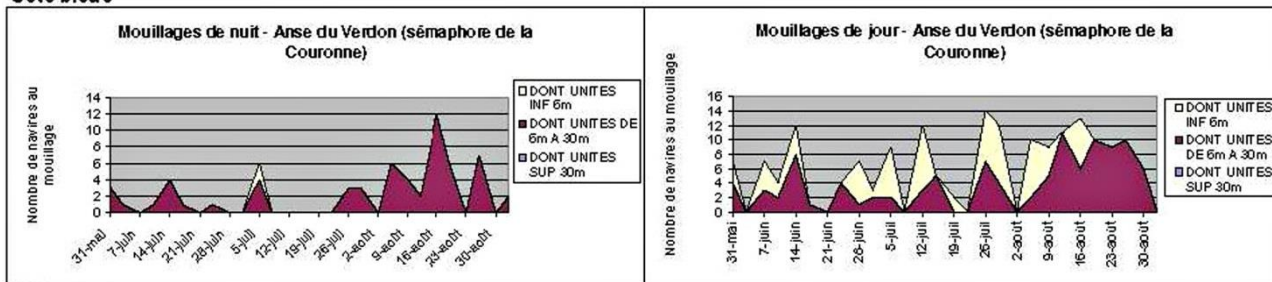 Mouillages de nuit - Anse du Verdon (sémaphore de la
Couronne)
Nombre de navires au
mouillage
14
12
10
8
6
4
2
0
31-mai
7-juin
14-juin
21-juin
28-juin
5-juil
12-juil
19-juil
26-juil
2-août
9-août
16-août
23-août
30-août
DONT UNITES
INF 6m
DONT UNITES DE
6m A 30m
DONT UNITES
SUP 30m
Mouillages de jour - Anse du Verdon (sémaphore de la
Couronne)
Nombre de navires au mouillage
16
14
12
10
8
6
4
2
0
31-mai
7-juin
14-juin
21-juin
28-juin
5-juil
12-juil
19-juil
26-juil
2-août
9-août
16-août
23-août
30-août
DONT UNITES
INF 6m
DONT UNITES
DE 6m A 30m
DONT UNITES
SUP 30m